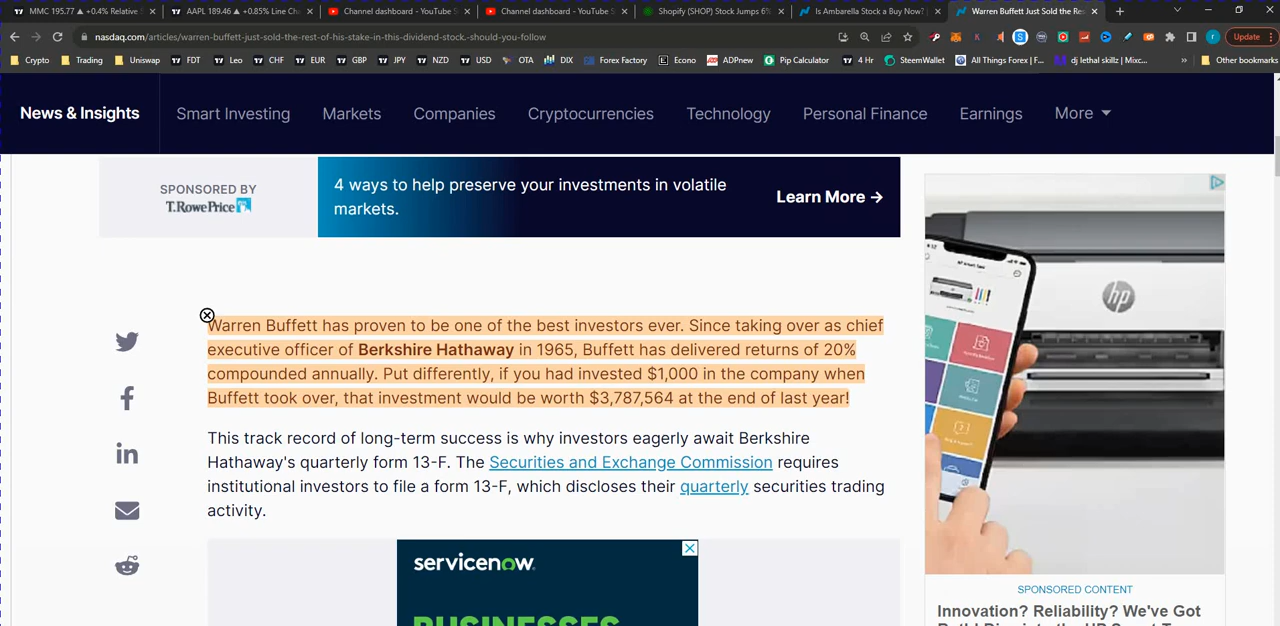 MMC 195.77 ▲ +0.4% Relative S
AAPL 189.46 ▲ +0.85% Line Ch
Channel dashboard - YouTube S
Channel dashboard - YouTube S
Shopify (SHOP) Stock Jumps 6%
Is Ambarella Stock a Buy Now? |
Warren Buffett Just Sold the Res
nasdaq.com/articles/warren-buffett-just-sold-the-rest-of-his-stake-in-this-dividend-stock.-should-you-follow
Update
Crypto Trading Uniswap FDT Leo CHF EUR GBP JPY NZD USD OTA DIX Forex Factory Econo ADPnew Pip Calculator 4 Hr SteemWallet All Things Forex | F... dj lethal skillz | Mixc... » Other bookmarks
News & Insights Smart Investing Markets Companies Cryptocurrencies Technology Personal Finance Earnings More
SPONSORED BY
T.RowePrice
4 ways to help preserve your investments in volatile
markets.
Learn More →
Warren Buffett has proven to be one of the best investors ever. Since taking over as chief
executive officer of Berkshire Hathaway in 1965, Buffett has delivered returns of 20%
compounded annually. Put differently, if you had invested $1,000 in the company when
Buffett took over, that investment would be worth $3,787,564 at the end of last year!
This track record of long-term success is why investors eagerly await Berkshire
Hathaway's quarterly form 13-F. The Securities and Exchange Commission requires
institutional investors to file a form 13-F, which discloses their quarterly securities trading
activity.
servicenow.
BUSINESSES
hp
SPONSORED CONTENT
Innovation? Reliability? We've Got